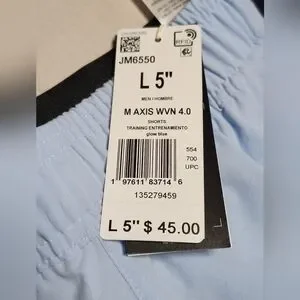 JM6550
L 5"
MEN / HOMBRE
M AXIS WVN 4.0
SHORTS
TRAINING ENTRENAMIENTO
glow blue
554
700
UPC
1 97611 83714 6
135279459
L 5" $ 45.00